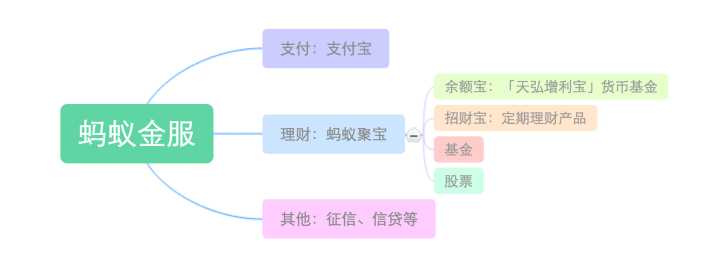 蚂蚁金服
支付：支付宝
理财：蚂蚁聚宝
余额宝：「天弘增利宝」货币基金
招财宝：定期理财产品
基金
股票
其他：征信、信贷等